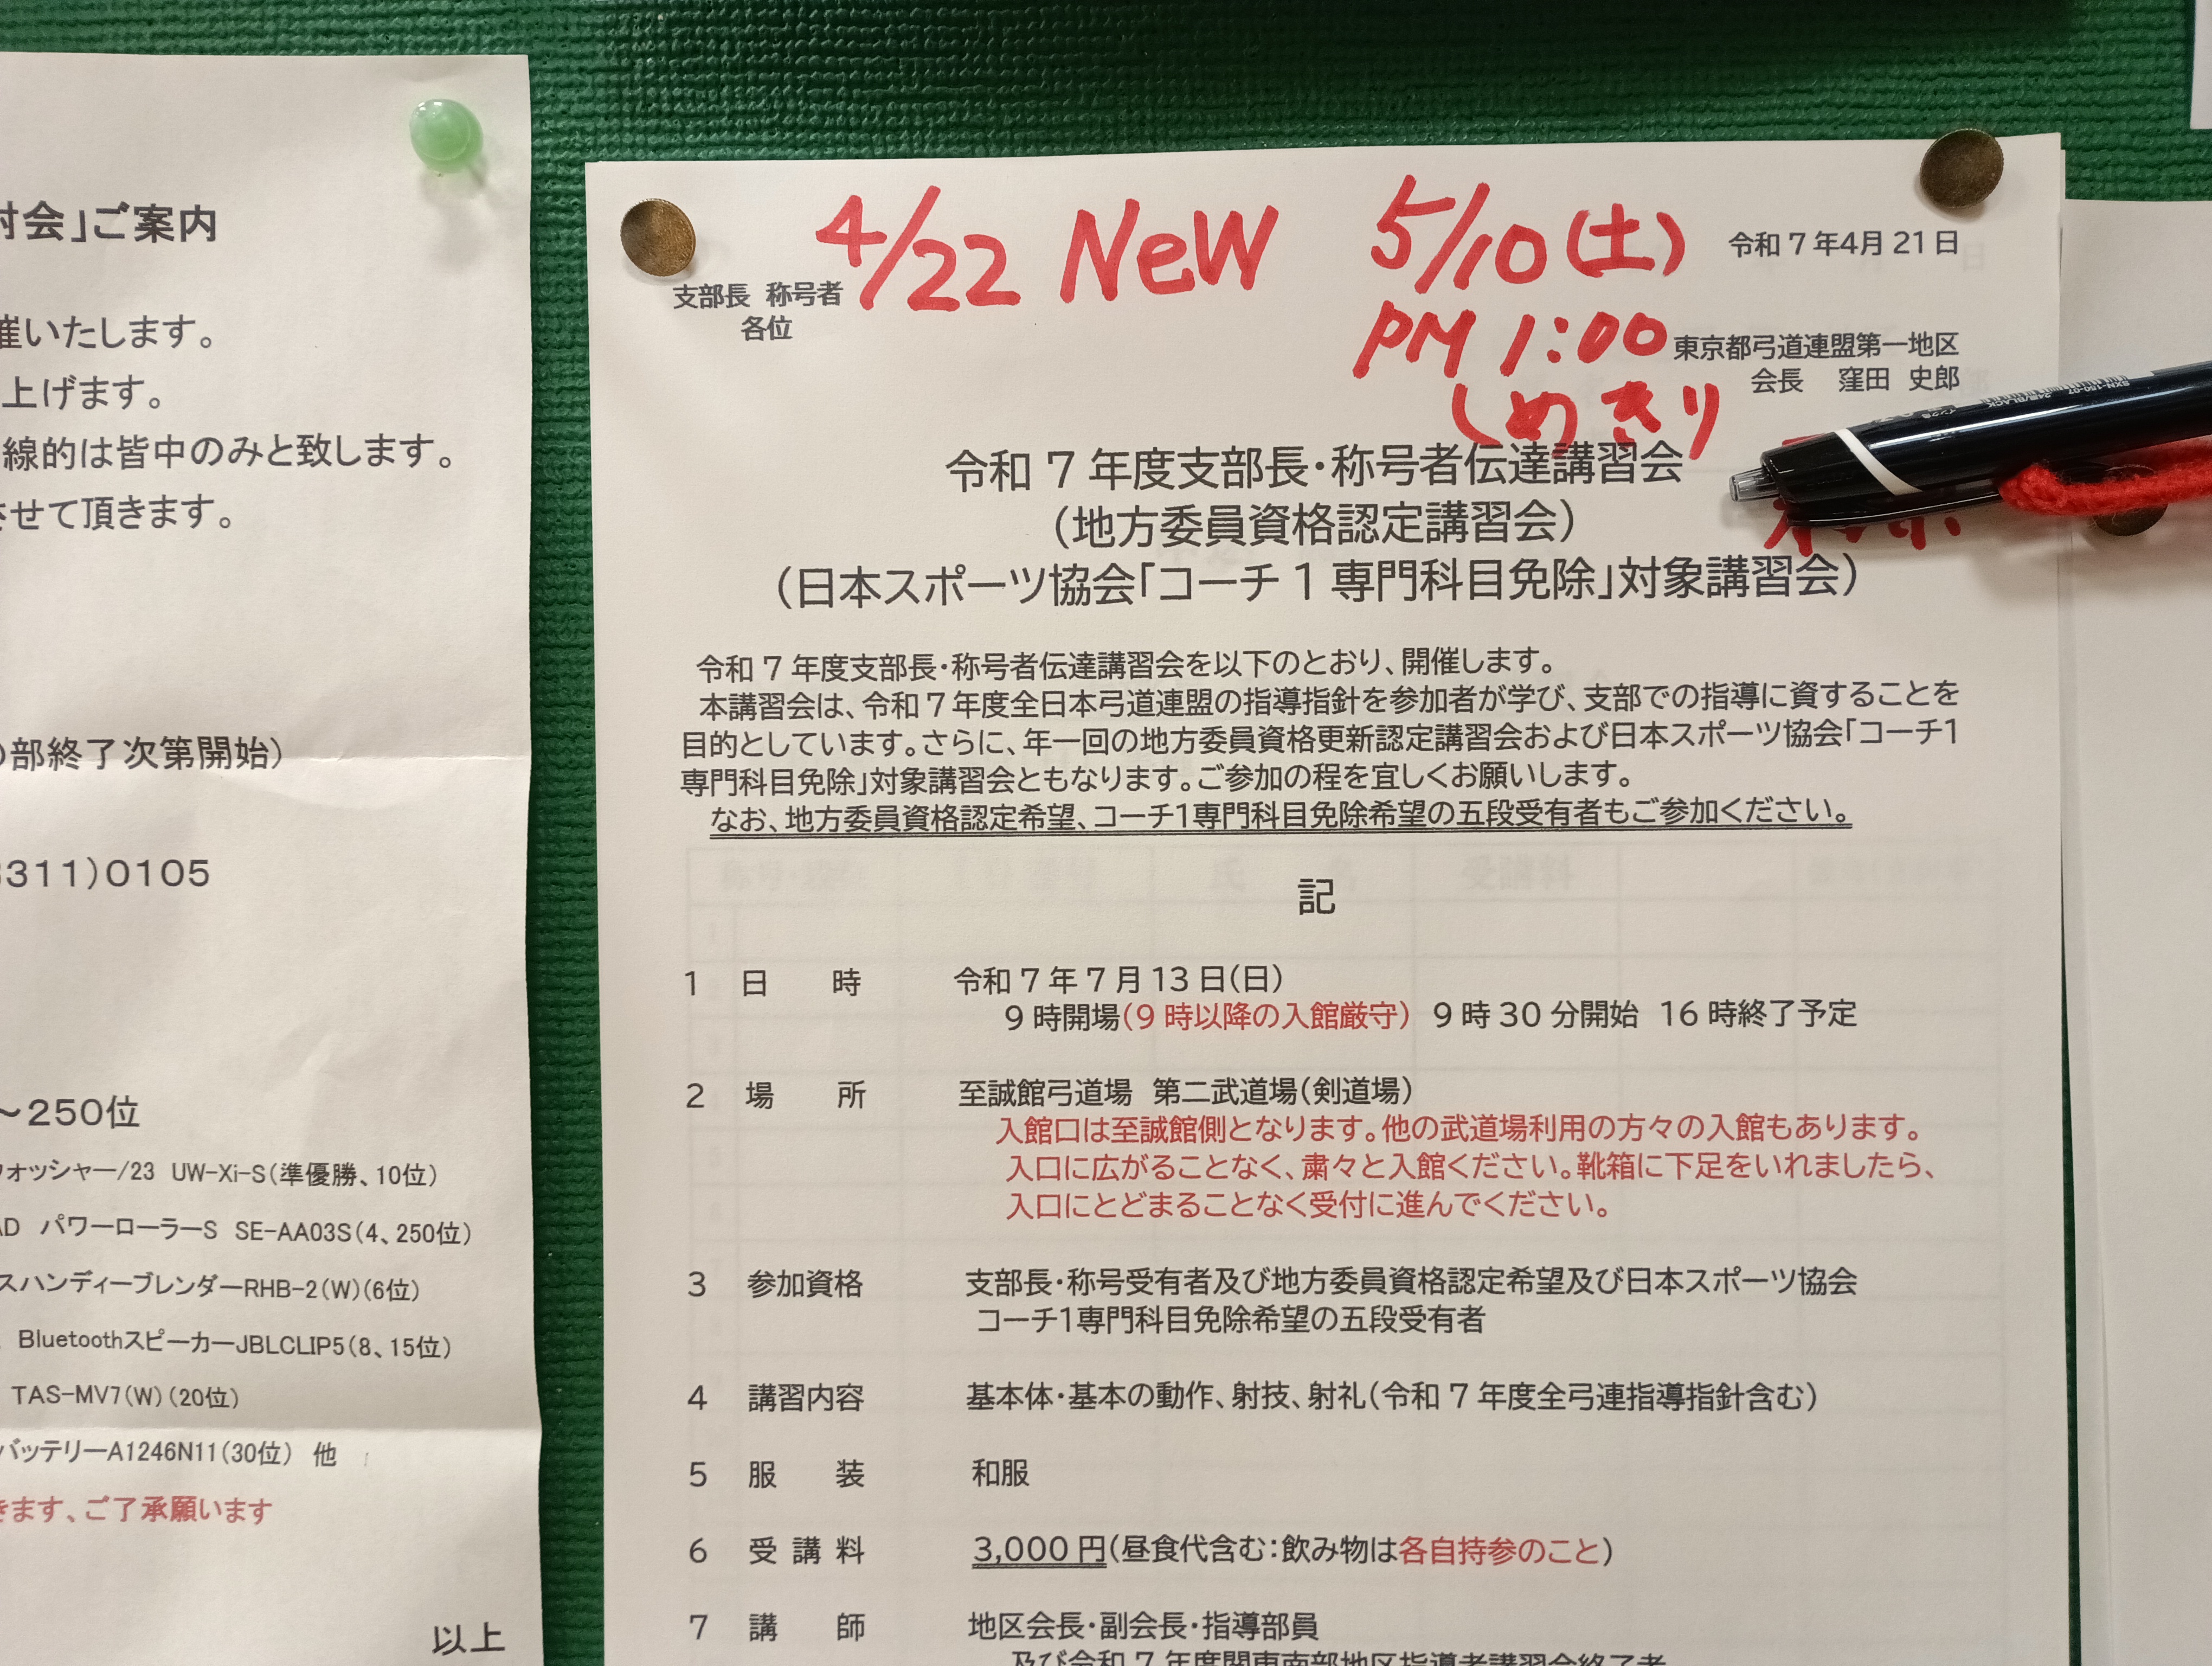 討会」ご案内
催いたします。
上げます。
線的は皆中のみと致します。
させて頂きます。
の部終了次第開始)
3311)0105
～250位
ウォッシャー/23 UW-Xi-S(準優勝、10位)
AD パワーローラーS SE-AA03S(4、250位)
スハンディーブレンダーRHB-2(W)(6位)
BluetoothスピーカーJBLCLIP5(8、15位)
TAS-MV7(W)(20位)
バッテリーA1246N11(30位) 他
きます、ご了承願います
以上
4/22 NeW 5/10(土)
PM 1:00
しめきり
令和 7 年4月 21 日
支部長 称号者
各位
東京都弓道連盟第一地区
会長 窪田 史郎
令和 7 年度支部長・称号者伝達講習会
(地方委員資格認定講習会)
(日本スポーツ協会「コーチ 1 専門科目免除」対象講習会)
令和 7 年度支部長・称号者伝達講習会を以下のとおり、開催します。
本講習会は、令和 7 年度全日本弓道連盟の指導指針を参加者が学び、支部での指導に資することを
目的としています。さらに、年一回の地方委員資格更新認定講習会および日本スポーツ協会「コーチ1
専門科目免除」対象講習会ともなります。ご参加の程を宜しくお願いします。
なお、地方委員資格認定希望、コーチ1専門科目免除希望の五段受有者もご参加ください。
記
1 日 時 令和 7 年 7 月 13 日(日)
9 時開場(9 時以降の入館厳守) 9 時 30 分開始 16 時終了予定
2 場 所 至誠館弓道場 第二武道場(剣道場)
入館口は至誠館側となります。他の武道場利用の方々の入館もあります。
入口に広がることなく、粛々と入館ください。靴箱に下足をいれましたら、
入口にとどまることなく受付に進んでください。
3 参加資格 支部長・称号受有者及び地方委員資格認定希望及び日本スポーツ協会
コーチ1専門科目免除希望の五段受有者
4 講習内容 基本体・基本の動作、射技、射礼(令和 7 年度全弓連指導指針含む)
5 服 装 和服
6 受 講 料 3,000 円(昼食代含む：飲み物は各自持参のこと)
7 講 師 地区会長・副会長・指導部員
及び令和 7 年度関東南部地区指導者講習会終了者